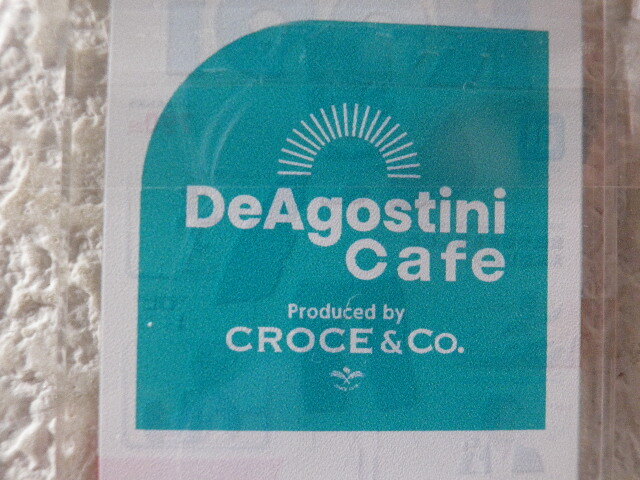 DeAgostini
Cafe
Produced by
CROCE & CO.